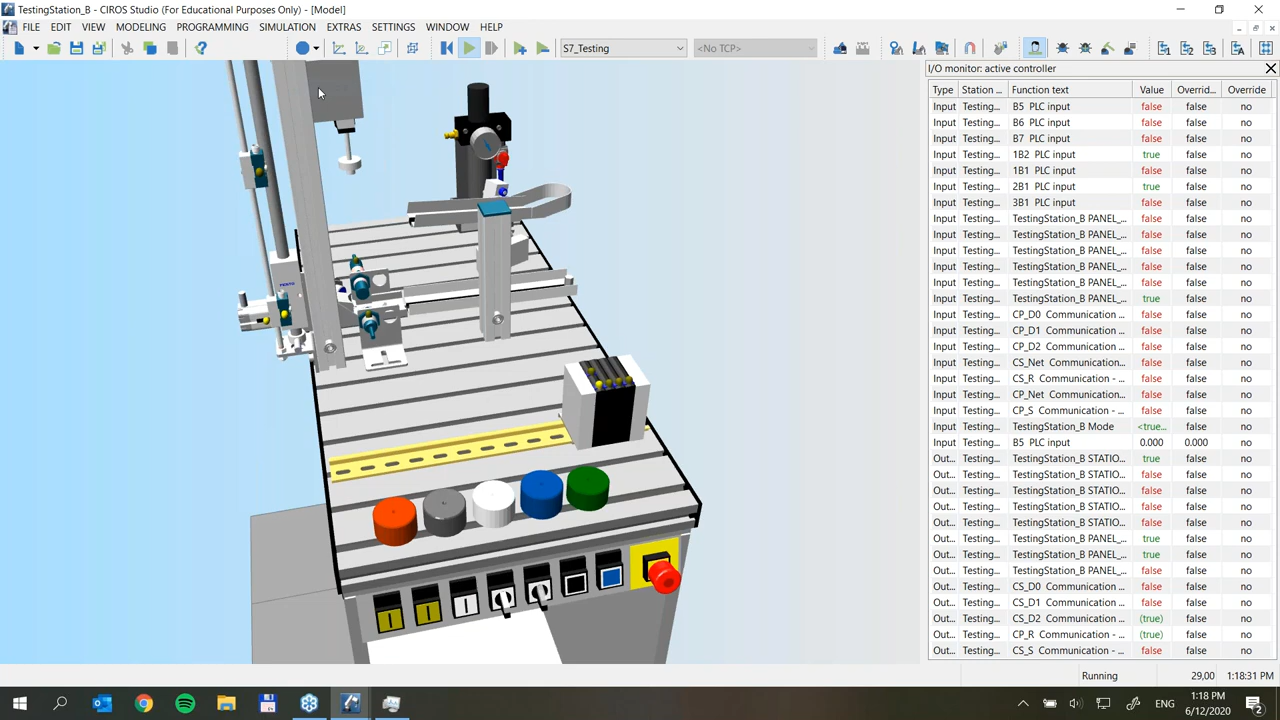 TestingStation_B - CIROS Studio (For Educational Purposes Only) - [Model]
FILE EDIT VIEW MODELING PROGRAMMING SIMULATION EXTRAS SETTINGS WINDOW HELP
S7_Testing <No TCP>
I/O monitor: active controller
Type Station ... Function text Value Overrid... Override
Input Testing... B5 PLC input false false no
Input Testing... B6 PLC input false false no
Input Testing... B7 PLC input false false no
Input Testing... 1B2 PLC input true false no
Input Testing... 1B1 PLC input false false no
Input Testing... 2B1 PLC input true false no
Input Testing... 3B1 PLC input false false no
Input Testing... TestingStation_B PANEL_... false false no
Input Testing... TestingStation_B PANEL_... false false no
Input Testing... TestingStation_B PANEL_... false false no
Input Testing... TestingStation_B PANEL_... false false no
Input Testing... TestingStation_B PANEL_... false false no
Input Testing... TestingStation_B PANEL_... true false no
Input Testing... CP_D0 Communication ... false false no
Input Testing... CP_D1 Communication ... false false no
Input Testing... CP_D2 Communication ... false false no
Input Testing... CS_Net Communication... false false no
Input Testing... CS_R Communication - ... false false no
Input Testing... CP_Net Communication... false false no
Input Testing... CP_S Communication - ... false false no
Input Testing... TestingStation_B Mode <true... false no
Input Testing... B5 PLC input 0.000 0.000 no
Out... Testing... TestingStation_B STATIO... true false no
Out... Testing... TestingStation_B STATIO... false false no
Out... Testing... TestingStation_B STATIO... false false no
Out... Testing... TestingStation_B STATIO... false false no
Out... Testing... TestingStation_B STATIO... false false no
Out... Testing... TestingStation_B PANEL_... true false no
Out... Testing... TestingStation_B PANEL_... true false no
Out... Testing... TestingStation_B PANEL_... false false no
Out... Testing... CS_D0 Communication ... false false no
Out... Testing... CS_D1 Communication ... false false no
Out... Testing... CS_D2 Communication ... (true) false no
Out... Testing... CP_R Communication - ... (true) false no
Out... Testing... CS_S Communication - ... false false no
FESTO
Running 29,00 1:18:31 PM
ENG
1:18 PM
6/12/2020
2